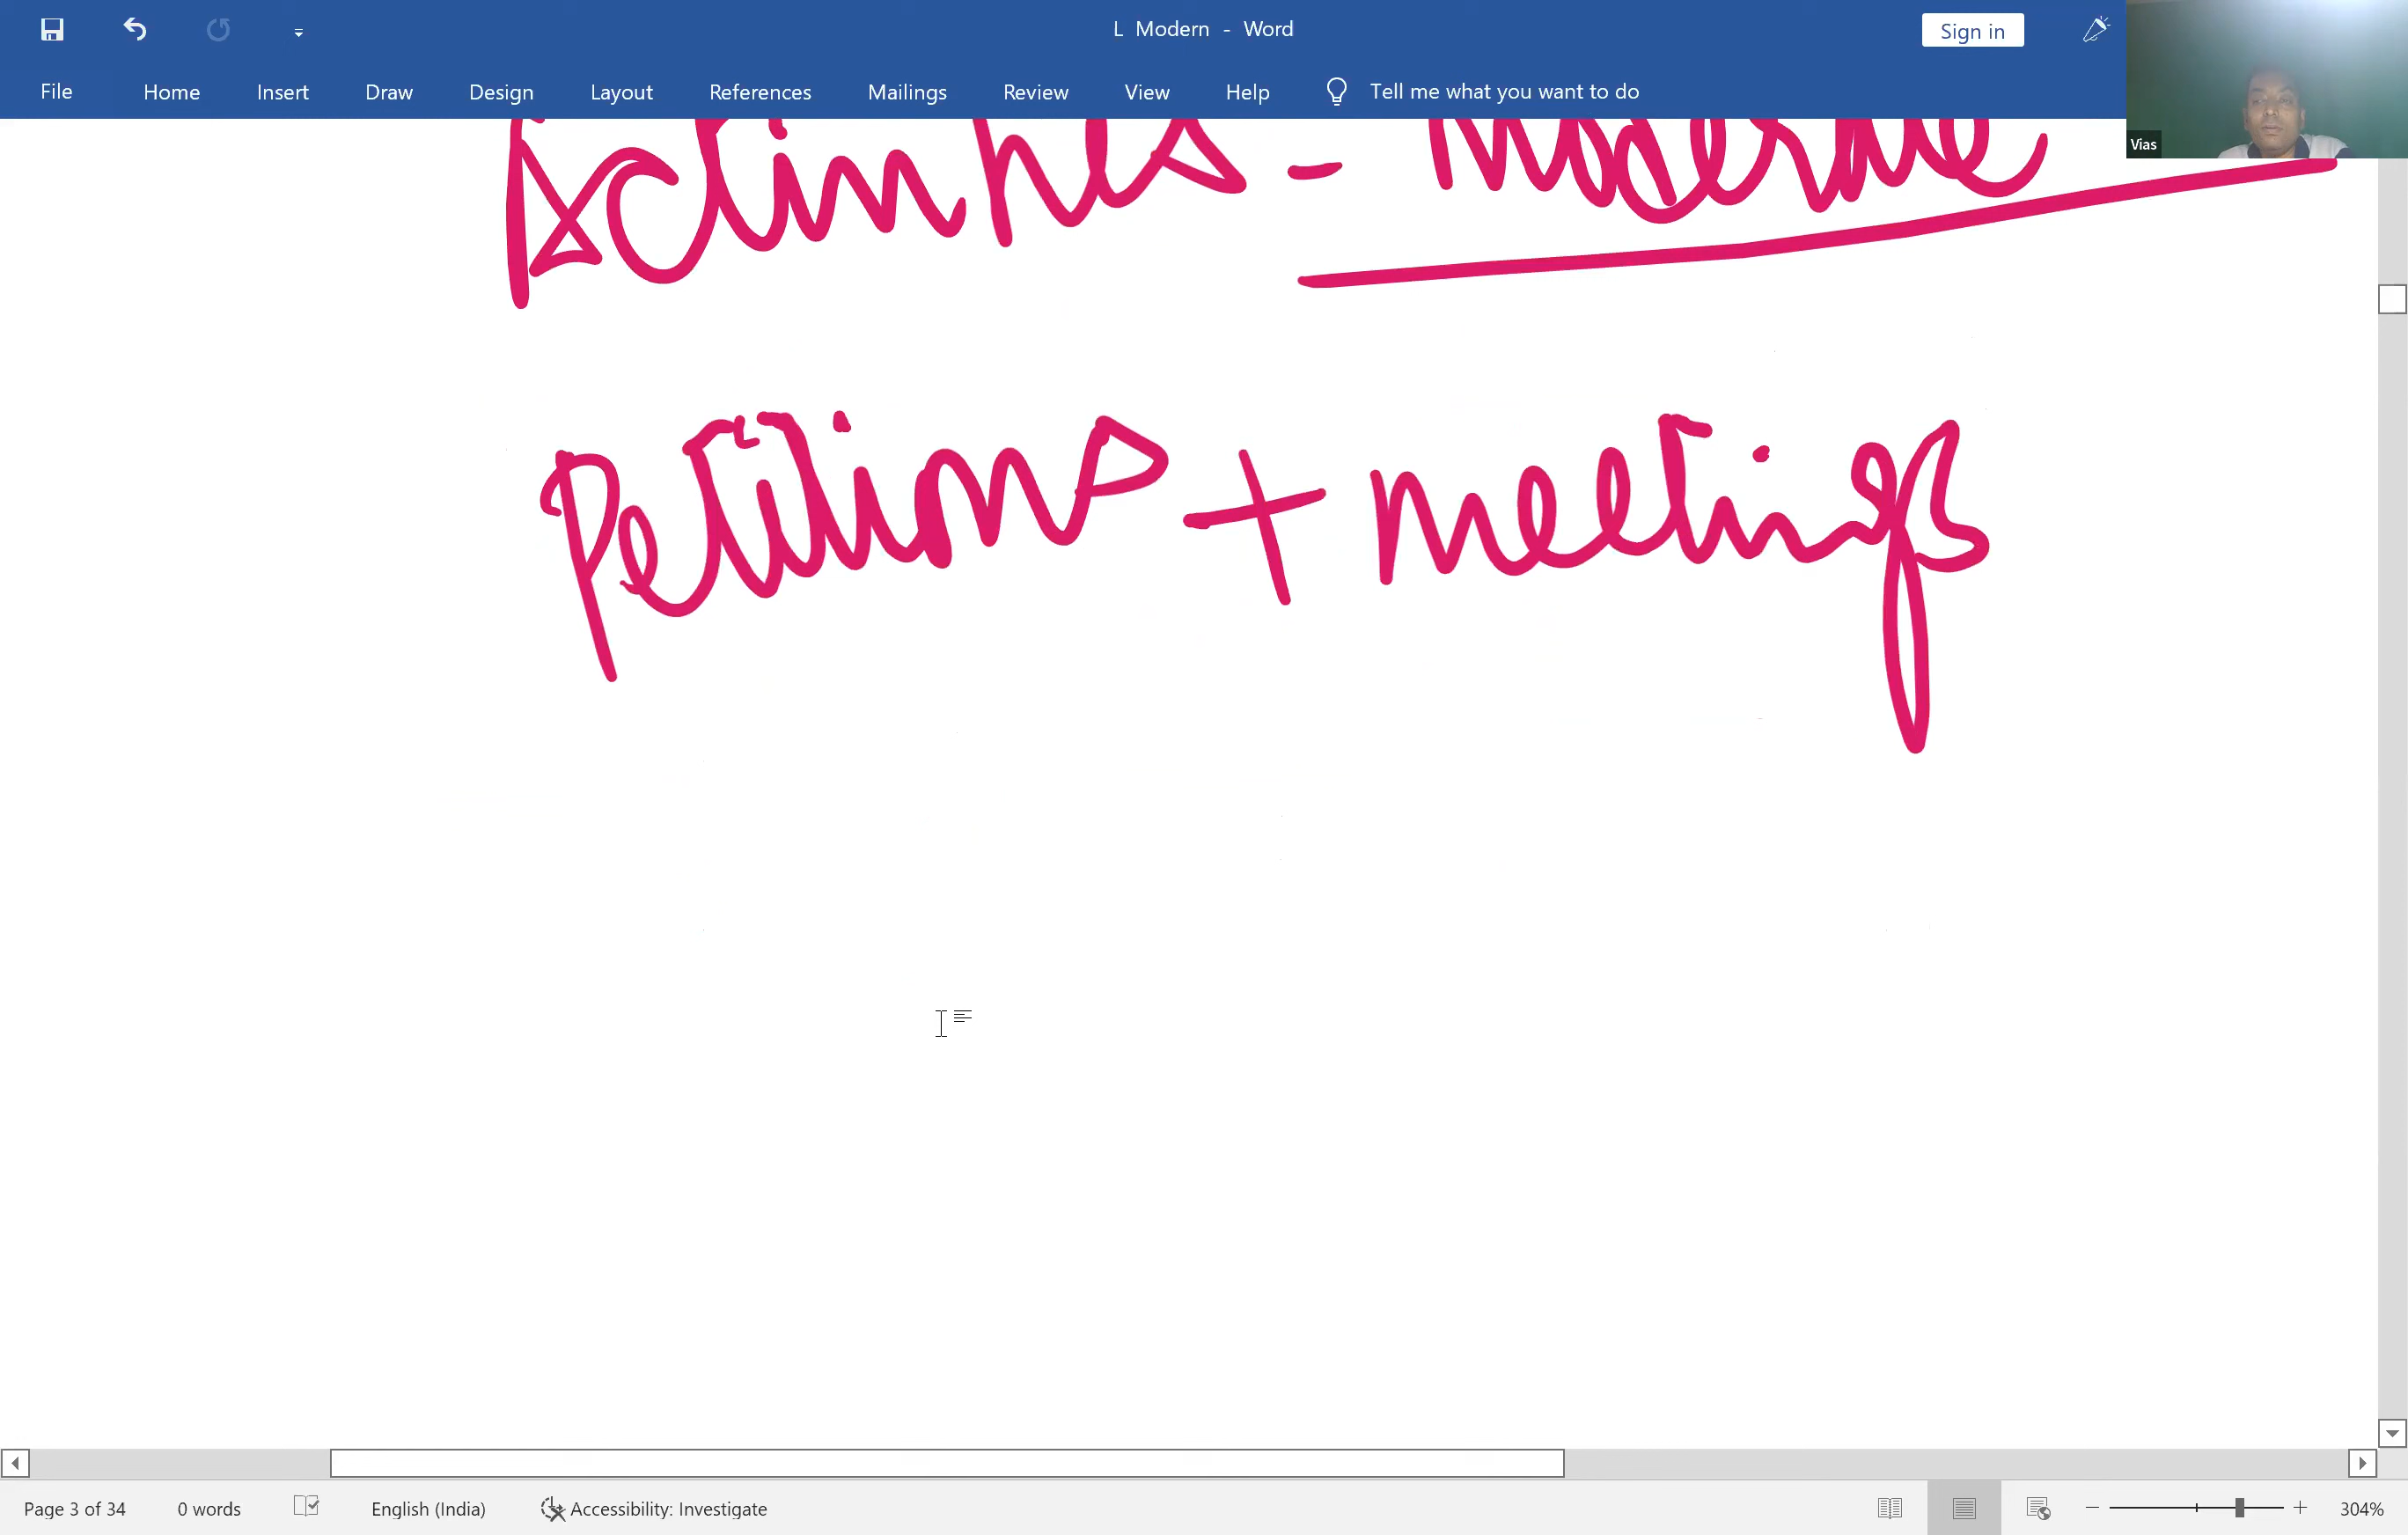 L Modern - Word
Sign in
File Home Insert Draw Design Layout References Mailings Review View Help Tell me what you want to do
Vias
Petitions + meetings
Page 3 of 34 0 words English (India) Accessibility: Investigate 304%